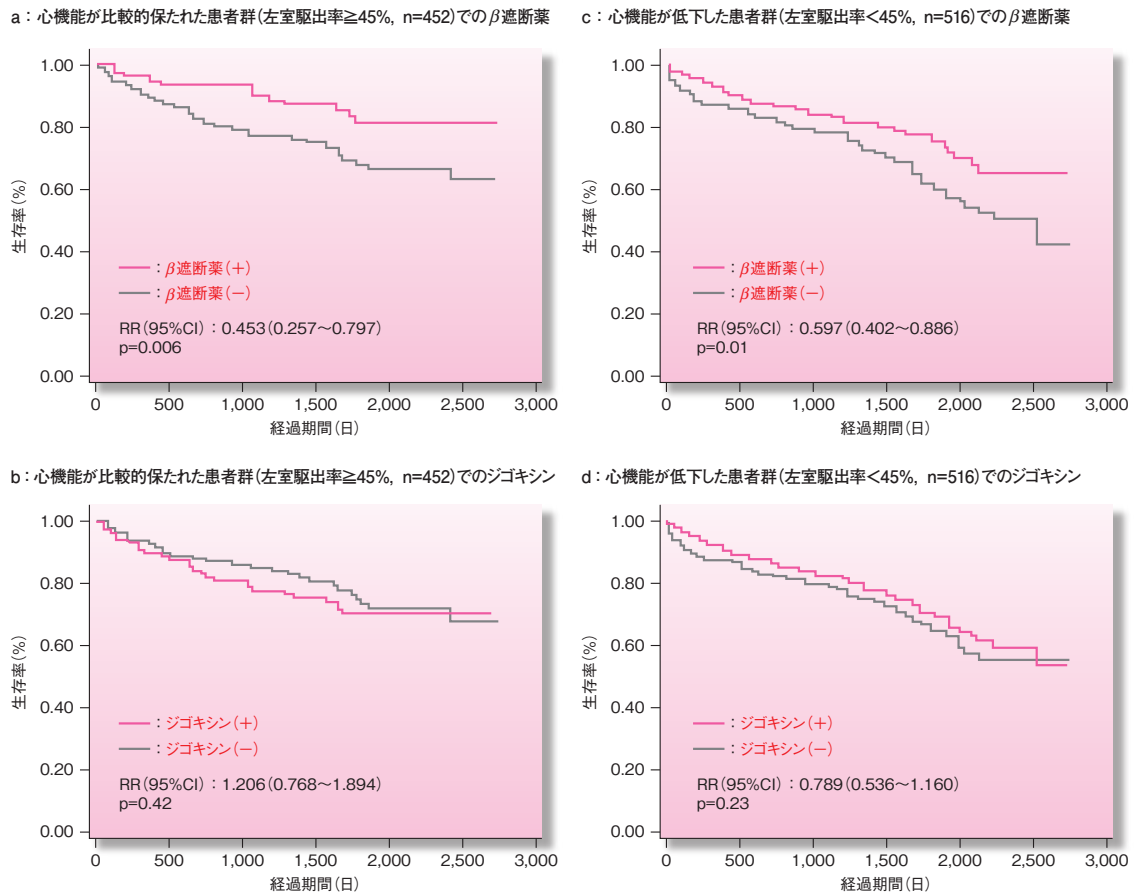 a：心機能が比較的保たれた患者群(左室駆出率≧45%, n=452)でのβ遮断薬
1.00
0.80
0.60
0.40
0.20
0.00
生存率(%)
：β遮断薬(＋)
：β遮断薬(－)
RR(95%CI)：0.453(0.257〜0.797)
p=0.006
0
500
1,000
1,500
2,000
2,500
3,000
経過期間(日)
c：心機能が低下した患者群(左室駆出率<45%, n=516)でのβ遮断薬
1.00
0.80
0.60
0.40
0.20
0.00
生存率(%)
：β遮断薬(＋)
：β遮断薬(－)
RR(95%CI)：0.597(0.402〜0.886)
p=0.01
0
500
1,000
1,500
2,000
2,500
3,000
経過期間(日)
b：心機能が比較的保たれた患者群(左室駆出率≧45%, n=452)でのジゴキシン
1.00
0.80
0.60
0.40
0.20
0.00
生存率(%)
：ジゴキシン(＋)
：ジゴキシン(－)
RR(95%CI)：1.206(0.768〜1.894)
p=0.42
0
500
1,000
1,500
2,000
2,500
3,000
経過期間(日)
d：心機能が低下した患者群(左室駆出率<45%, n=516)でのジゴキシン
1.00
0.80
0.60
0.40
0.20
0.00
生存率(%)
：ジゴキシン(＋)
：ジゴキシン(－)
RR(95%CI)：0.789(0.536〜1.160)
p=0.23
0
500
1,000
1,500
2,000
2,500
3,000
経過期間(日)